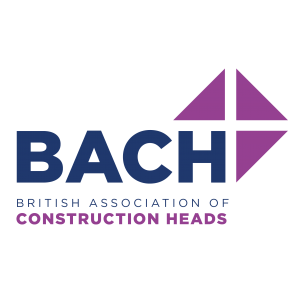 BACH
BRITISH ASSOCIATION OF
CONSTRUCTION HEADS